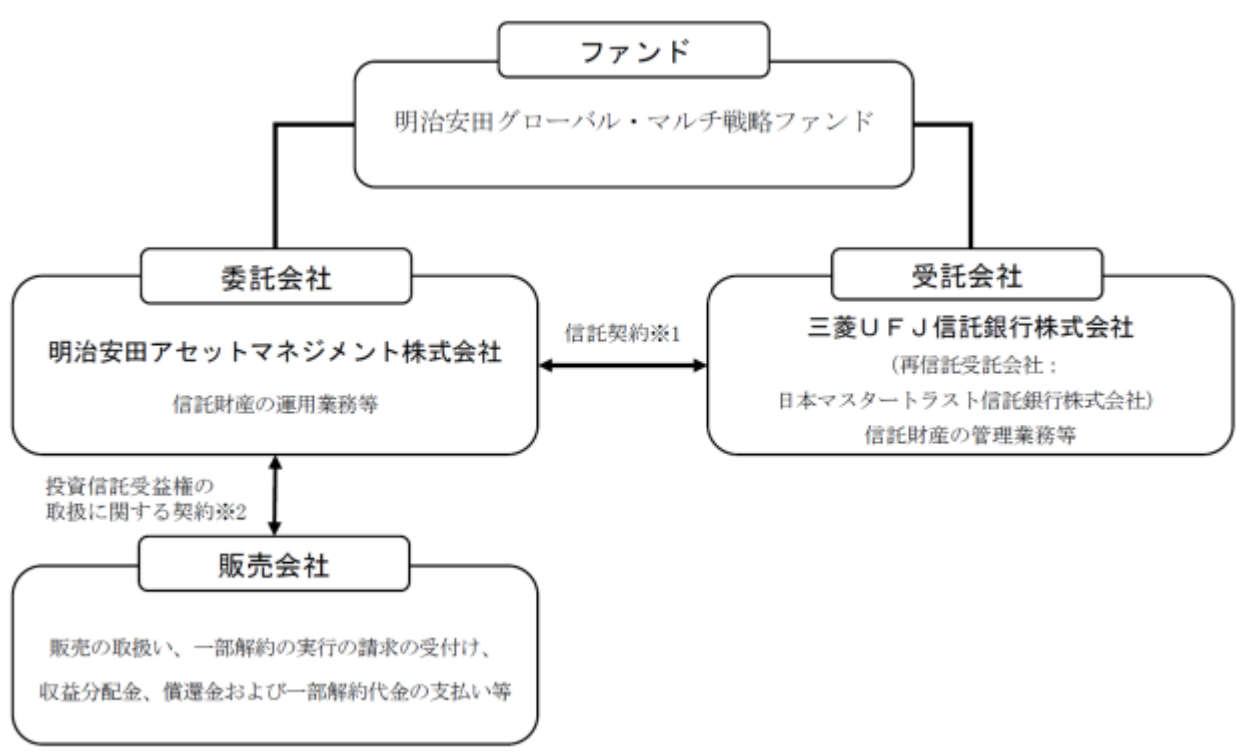 ファンド
明治安田グローバル・マルチ戦略ファンド
委託会社
明治安田アセットマネジメント株式会社
信託財産の運用業務等
信託契約※1
受託会社
三菱ＵＦＪ信託銀行株式会社
(再信託受託会社：
日本マスタートラスト信託銀行株式会社)
信託財産の管理業務等
投資信託受益権の
取扱に関する契約※2
販売会社
販売の取扱い、一部解約の実行の請求の受付け、
収益分配金、償還金および一部解約代金の支払い等